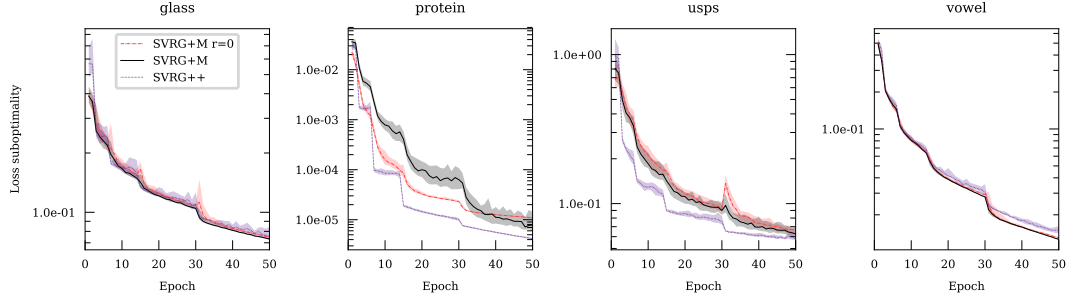 glass
protein
usps
vowel
SVRG+M r=0
SVRG+M
SVRG++
Loss suboptimality
1.0e-01
0 10 20 30 40 50
Epoch
1.0e-02
1.0e-03
1.0e-04
1.0e-05
0 10 20 30 40 50
Epoch
1.0e+00
1.0e-01
0 10 20 30 40 50
Epoch
1.0e-01
0 10 20 30 40 50
Epoch